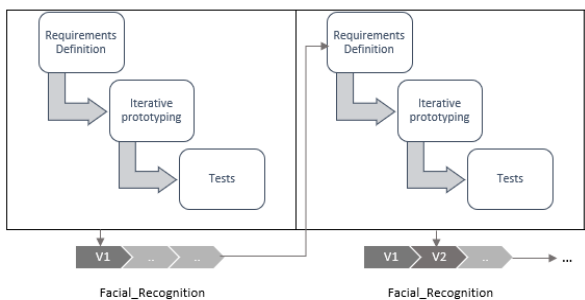 Requirements
Definition
Iterative
prototyping
Tests
Requirements
Definition
Iterative
prototyping
Tests
V1 .. ..
Facial_Recognition
V1 V2 .. ...
Facial_Recognition